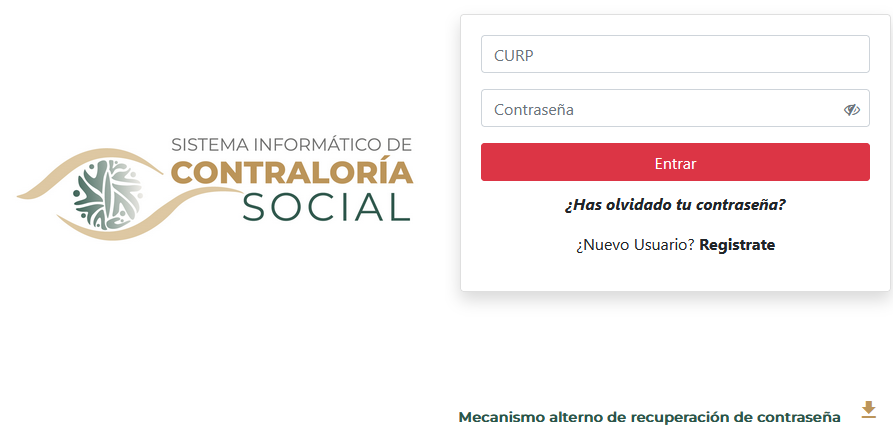 SISTEMA INFORMÁTICO DE
CONTRALORÍA
SOCIAL
CURP
Contraseña
Entrar
¿Has olvidado tu contraseña?
¿Nuevo Usuario? Registrate
Mecanismo alterno de recuperación de contraseña